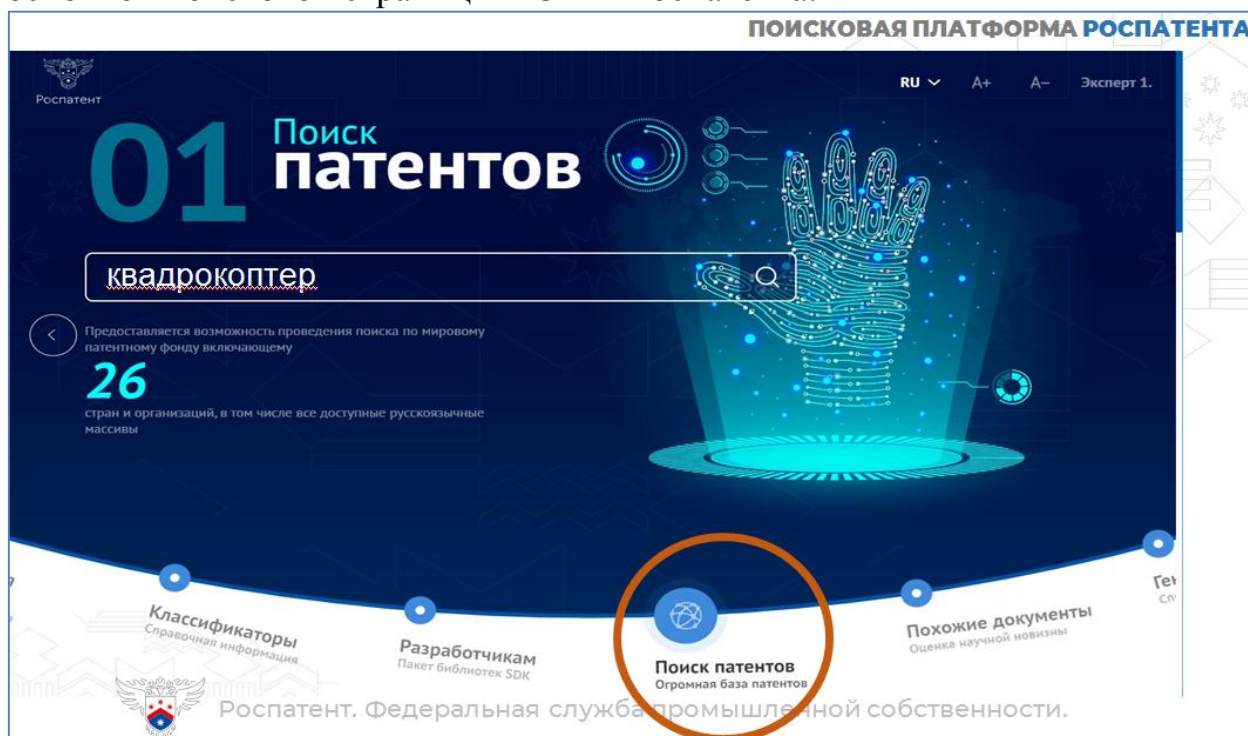 ПОИСКОВАЯ ПЛАТФОРМА РОСПАТЕНТА
Роспатент
RU A+ A– Эксперт 1.
01
Поиск
патентов
квадрокоптер
Предоставляется возможность проведения поиска по мировому
патентному фонду включающему
26
стран и организаций, в том числе все доступные русскоязычные
массивы
Классификаторы
Справочная информация
Разработчикам
Пакет библиотек SDK
Поиск патентов
Огромная база патентов
Похожие документы
Оценка научной новизны
Роспатент. Федеральная служба промышленной собственности.